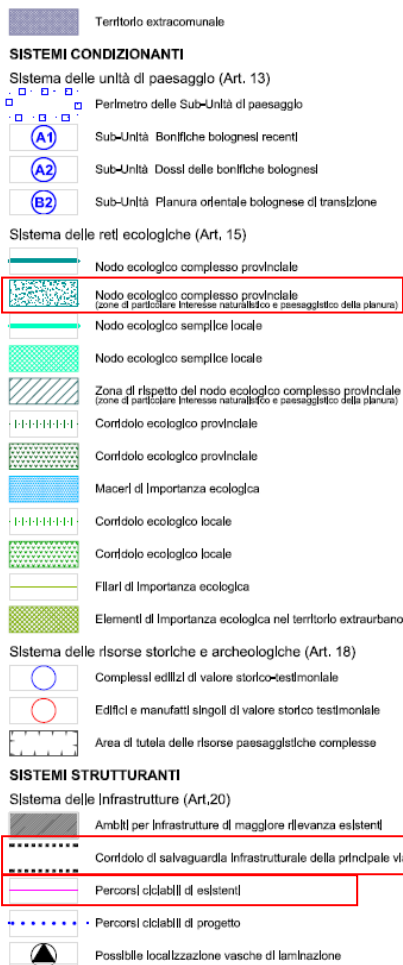 Territorio extracomunale
SISTEMI CONDIZIONANTI
Sistema delle unità di paesaggio (Art. 13)
Perimetro delle Sub-Unità di paesaggio
A1 Sub-Unità Bonifiche bolognesi recenti
A2 Sub-Unità Dossi delle bonifiche bolognesi
B2 Sub-Unità Pianura orientale bolognese di transizione
Sistema delle reti ecologiche (Art. 15)
Nodo ecologico complesso provinciale
Nodo ecologico complesso provinciale
(zone di particolare interesse naturalistico e paesaggistico della pianura)
Nodo ecologico semplice locale
Nodo ecologico semplice locale
Zona di rispetto del nodo ecologico complesso provinciale
(zone di particolare interesse naturalistico e paesaggistico della pianura)
Corridoio ecologico provinciale
Corridoio ecologico provinciale
Maceri di importanza ecologica
Corridoio ecologico locale
Corridoio ecologico locale
Filari di importanza ecologica
Elementi di importanza ecologica nel territorio extraurbano
Sistema delle risorse storiche e archeologiche (Art. 18)
Complessi edilizi di valore storico-testimoniale
Edifici e manufatti singoli di valore storico testimoniale
Area di tutela delle risorse paesaggistiche complesse
SISTEMI STRUTTURANTI
Sistema delle infrastrutture (Art.20)
Ambiti per infrastrutture di maggiore rilevanza esistenti
Corridoio di salvaguardia infrastrutturale della principale
Percorsi ciclabili di esistenti
Percorsi ciclabili di progetto
Possibile localizzazione vasche di laminazione